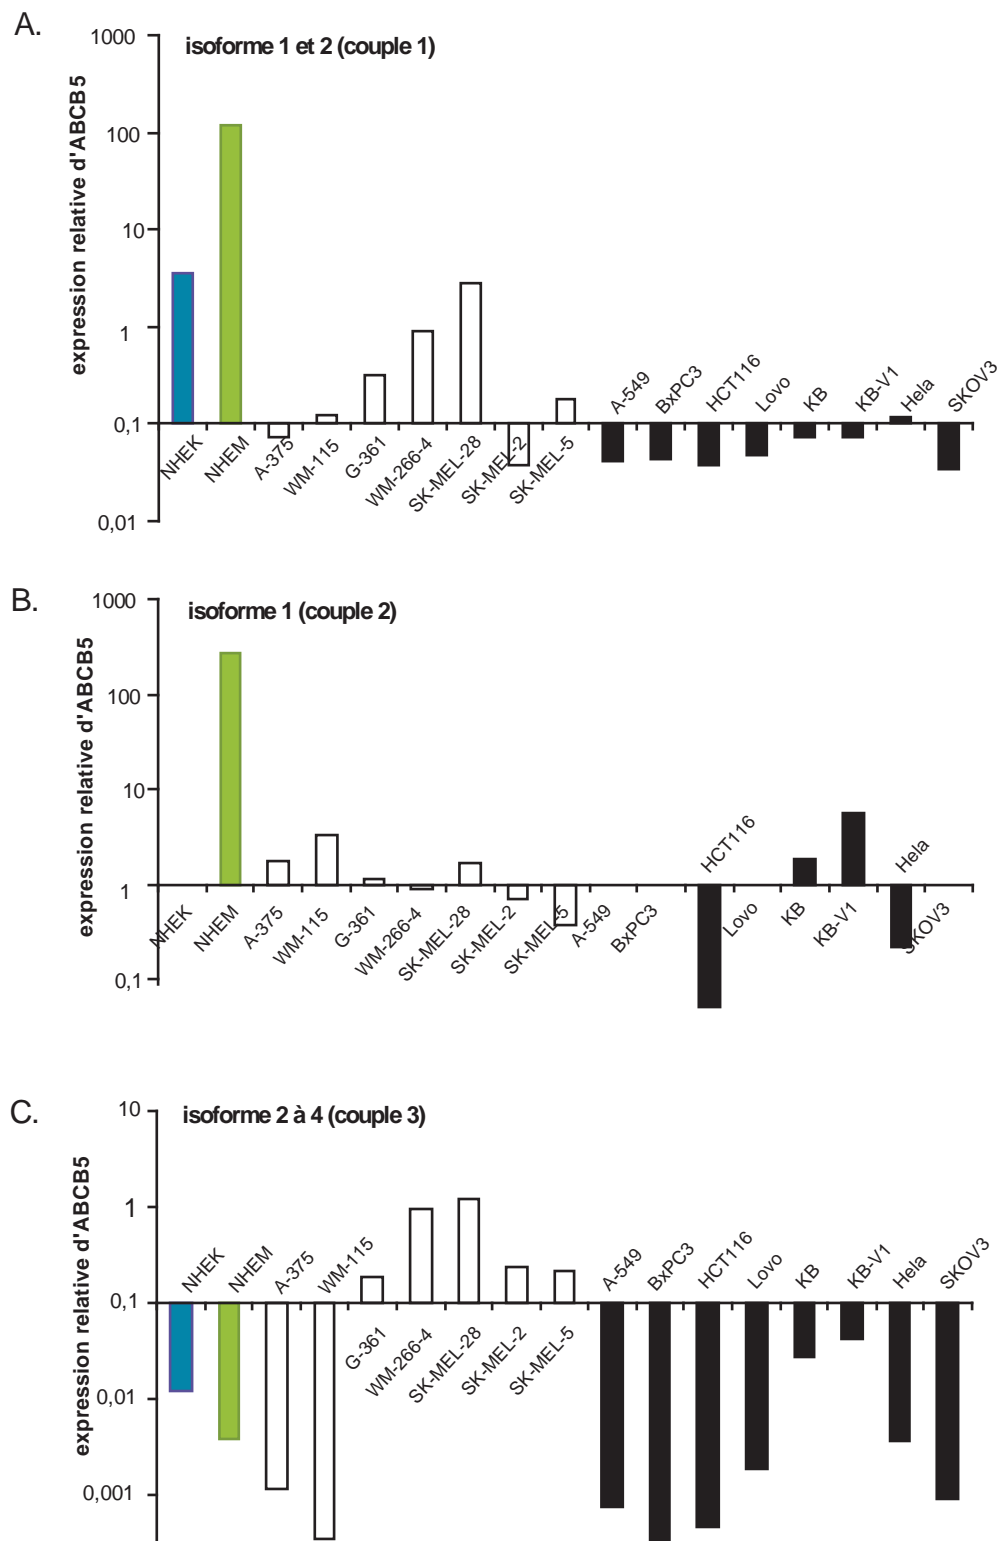 A.
isoforme 1 et 2 (couple 1)
expression relative d'ABCB5
1000
100
10
1
0,1
0,01
NHEK
NHEM
A-375
WM-115
G-361
WM-266-4
SK-MEL-28
SK-MEL-2
SK-MEL-5
A-549
BxPC3
HCT116
Lovo
KB
KB-V1
Hela
SKOV3
B.
isoforme 1 (couple 2)
expression relative d'ABCB5
1000
100
10
1
0,1
NHEK
NHEM
A-375
WM-115
G-361
WM-266-4
SK-MEL-28
SK-MEL-2
SK-MEL-5
A-549
BxPC3
HCT116
Lovo
KB
KB-V1
Hela
SKOV3
C.
isoforme 2 à 4 (couple 3)
expression relative d'ABCB5
10
1
0,1
0,01
0,001
NHEK
NHEM
A-375
WM-115
G-361
WM-266-4
SK-MEL-28
SK-MEL-2
SK-MEL-5
A-549
BxPC3
HCT116
Lovo
KB
KB-V1
Hela
SKOV3